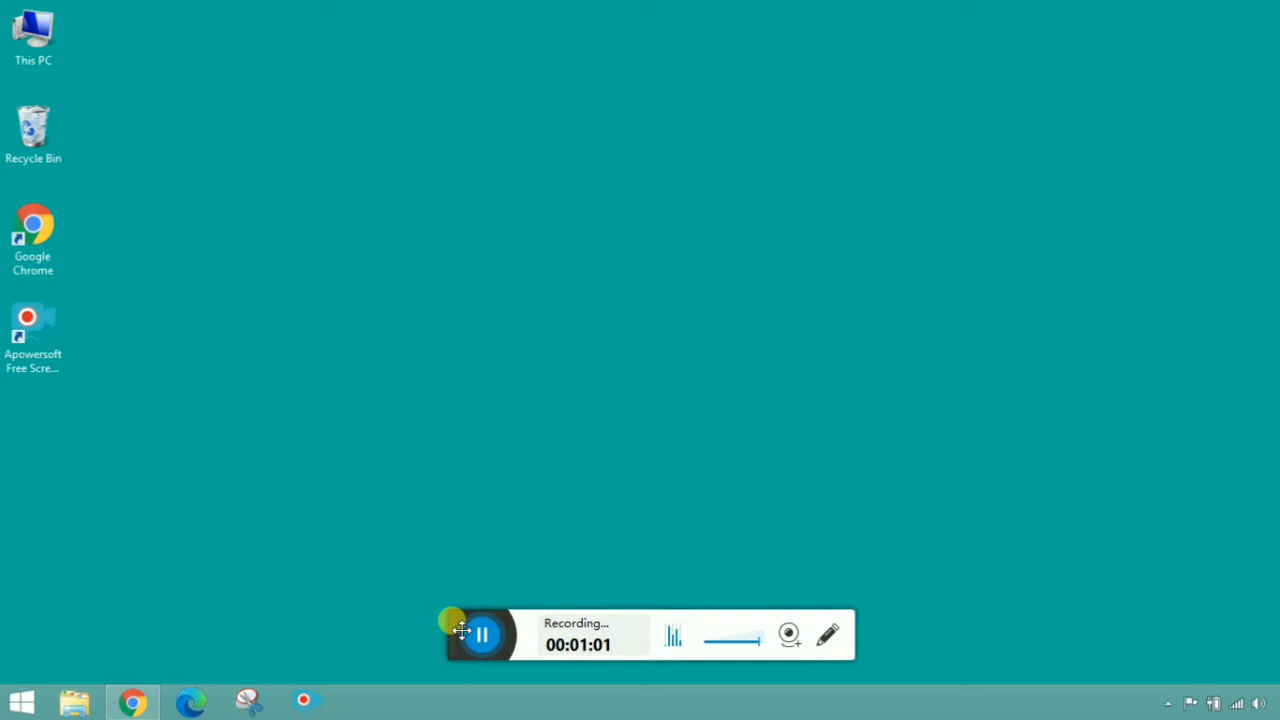 This PC
Recycle Bin
Google
Chrome
Apowersoft
Free Scre...
Recording...
00:01:01